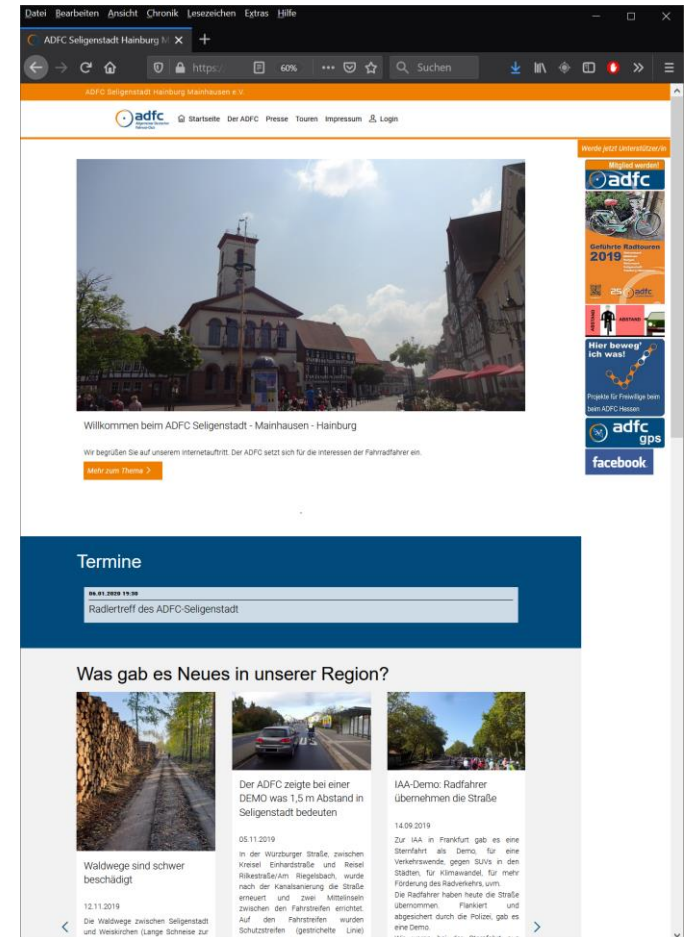 Datei Bearbeiten Ansicht Chronik Lesezeichen Extras Hilfe
ADFC Seligenstadt Hainburg M
https:/
60%
Suchen
ADFC Seligenstadt Hainburg Mainhausen e.V.
adfc
Startseite Der ADFC Presse Touren Impressum Login
Werde jetzt Unterstützer/in
Mitglied werden!
adfc
Geführte Radtouren
2019
25 adfc
ABSTAND
ABSTAND
Hier beweg'
ich was!
Projekte für Freiwillge beim
beim ADFC Hessen
adfc
gps
facebook
Willkommen beim ADFC Seligenstadt - Mainhausen - Hainburg
Wir begrüßen Sie auf unserem Internetauftritt. Der ADFC setzt sich für die Interessen der Fahrradfahrer ein.
Mehr zum Thema
Termine
06.01.2020 19:30
Radlertreff des ADFC-Seligenstadt
Was gab es Neues in unserer Region?
Waldwege sind schwer
beschädigt
12.11.2019
Die Waldwege zwischen Seligenstadt
und Weiskirchen (Lange Schneise zur
Der ADFC zeigte bei einer
DEMO was 1,5 m Abstand in
Seligenstadt bedeuten
05.11.2019
In der Würzburger Straße, zwischen
Kreisel Einhardstraße und Reisel
Rilkestraße/Am Riegelsbach, wurde
nach der Kanalsanierung die Straße
erneuert und zwei Mittelinseln
zwischen den Fahrstreifen errichtet.
Auf den Fahrstreifen wurden
Schutzstreifen (gestrichelte Linie)
IAA-Demo: Radfahrer
übernehmen die Straße
14.09.2019
Zur IAA in Frankfurt gab es eine
Sternfahrt als Demo, für eine
Verkehrswende, gegen SUVs in den
Städten, für Klimawandel, für mehr
Förderung des Radverkehrs, uvm.
Die Radfahrer haben heute die Straße
übernommen. Flankiert und
abgesichert durch die Polizei, gab es
eine Demo.